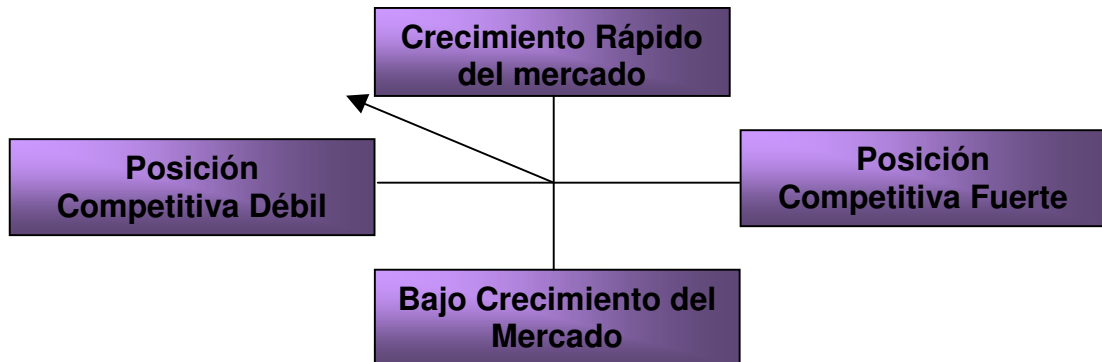 Crecimiento Rápido
del mercado
Posición
Competitiva Débil
Posición
Competitiva Fuerte
Bajo Crecimiento del
Mercado